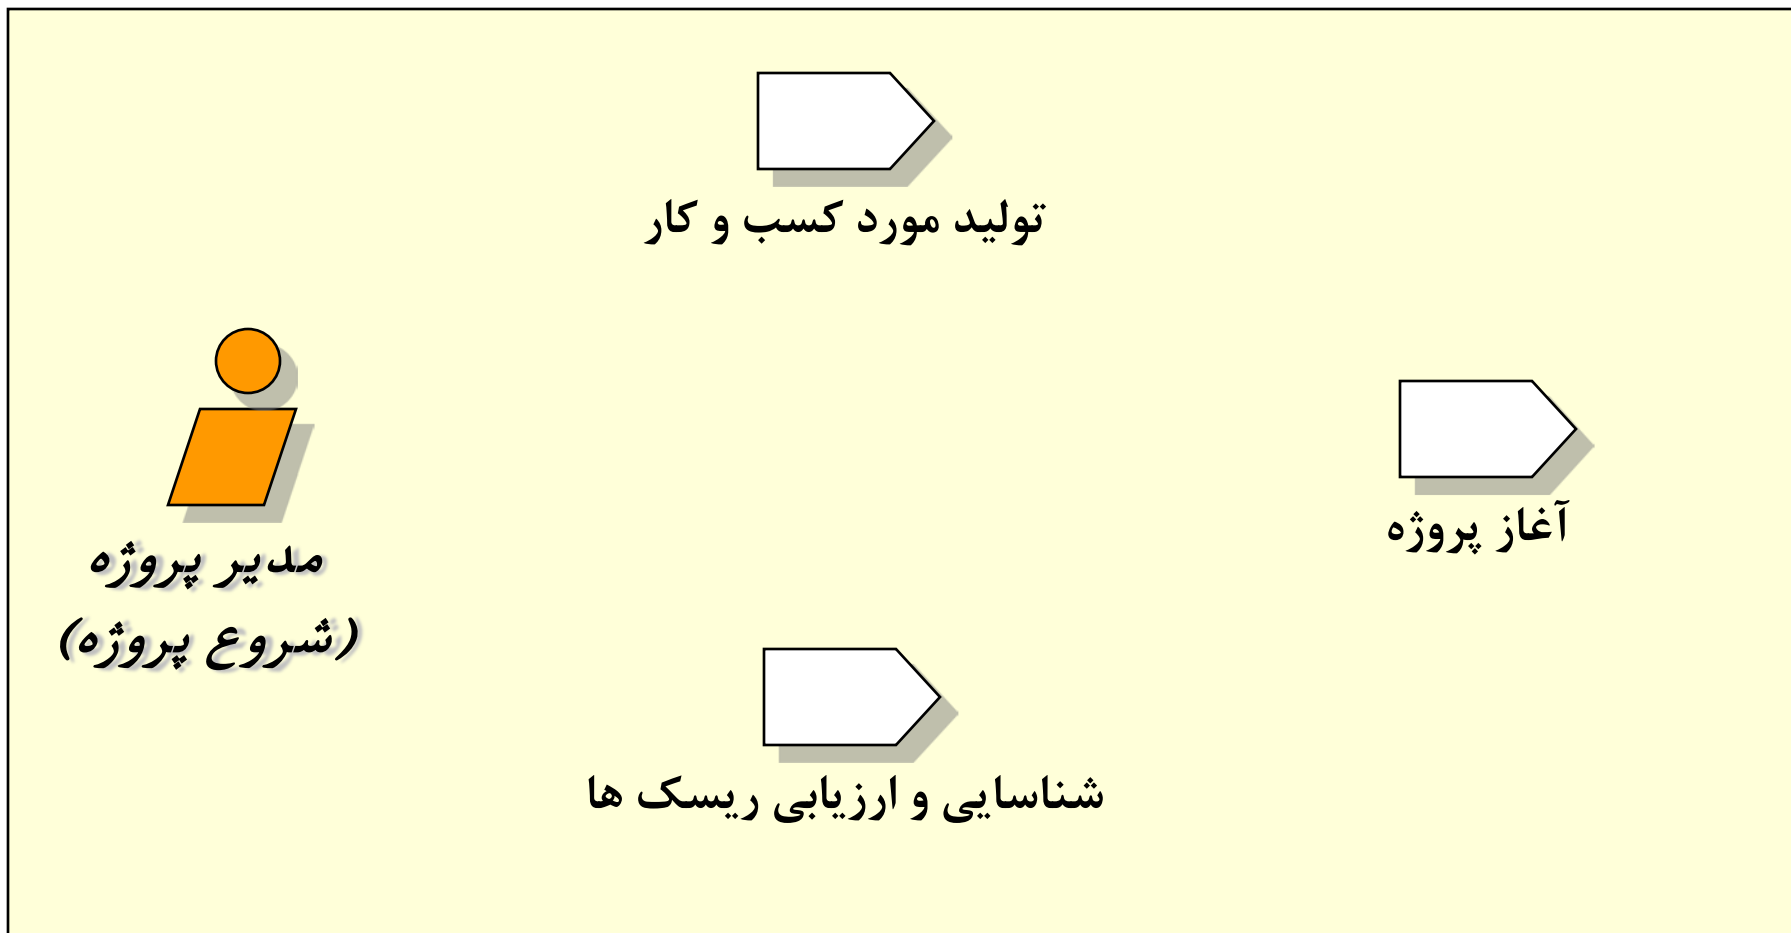 تولید مورد کسب و کار
آغاز پروژه
مدیر پروژه
(شروع پروژه)
شناسایی و ارزیابی ریسک ها